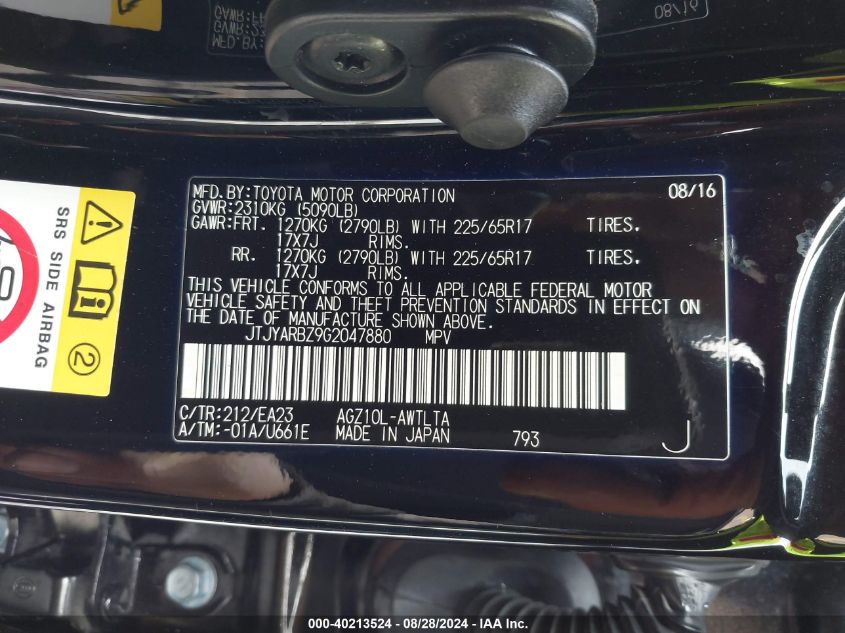 08/16
MFD.BY:TOYOTA MOTOR CORPORATION 08/16
GVWR:2310KG (5090LB)
GAWR:FRT. 1270KG (2790LB) WITH 225/65R17 TIRES.
17X7J RIMS.
RR. 1270KG (2790LB) WITH 225/65R17 TIRES.
17X7J RIMS.
THIS VEHICLE CONFORMS TO ALL APPLICABLE FEDERAL MOTOR
VEHICLE SAFETY AND THEFT PREVENTION STANDARDS IN EFFECT ON
THE DATE OF MANUFACTURE SHOWN ABOVE.
JTJYARBZ9G2047880 MPV
C/TR:212/EA23 AGZ10L-AWTLTA
A/TM:-01A/U661E MADE IN JAPAN 793 J
SRS SIDE AIRBAG
2
000-40213524 - 08/28/2024 - IAA Inc.